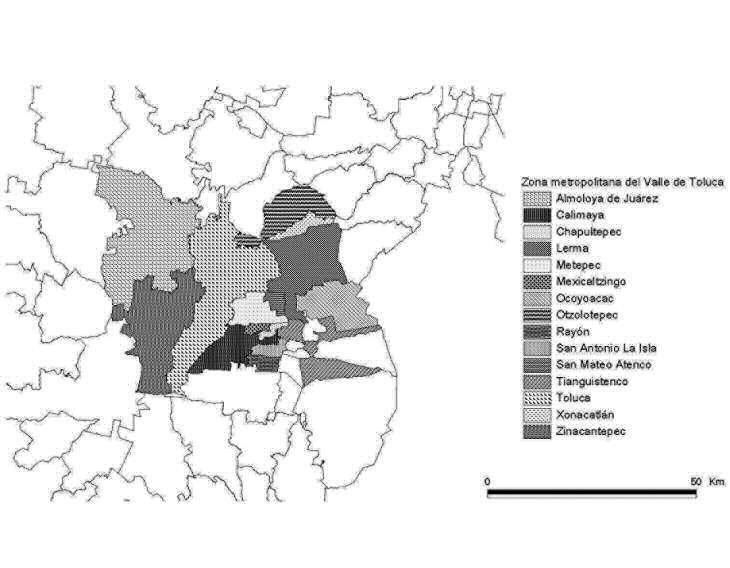 Zona metropolitana del Valle de Toluca
Almoloya de Juárez
Calimaya
Chapultepec
Lerma
Metepec
Mexicaltzingo
Ocoyoacac
Otzolotepec
Rayón
San Antonio La Isla
San Mateo Atenco
Tianguistenco
Toluca
Xonacatlán
Zinacantepec
0 50 Km